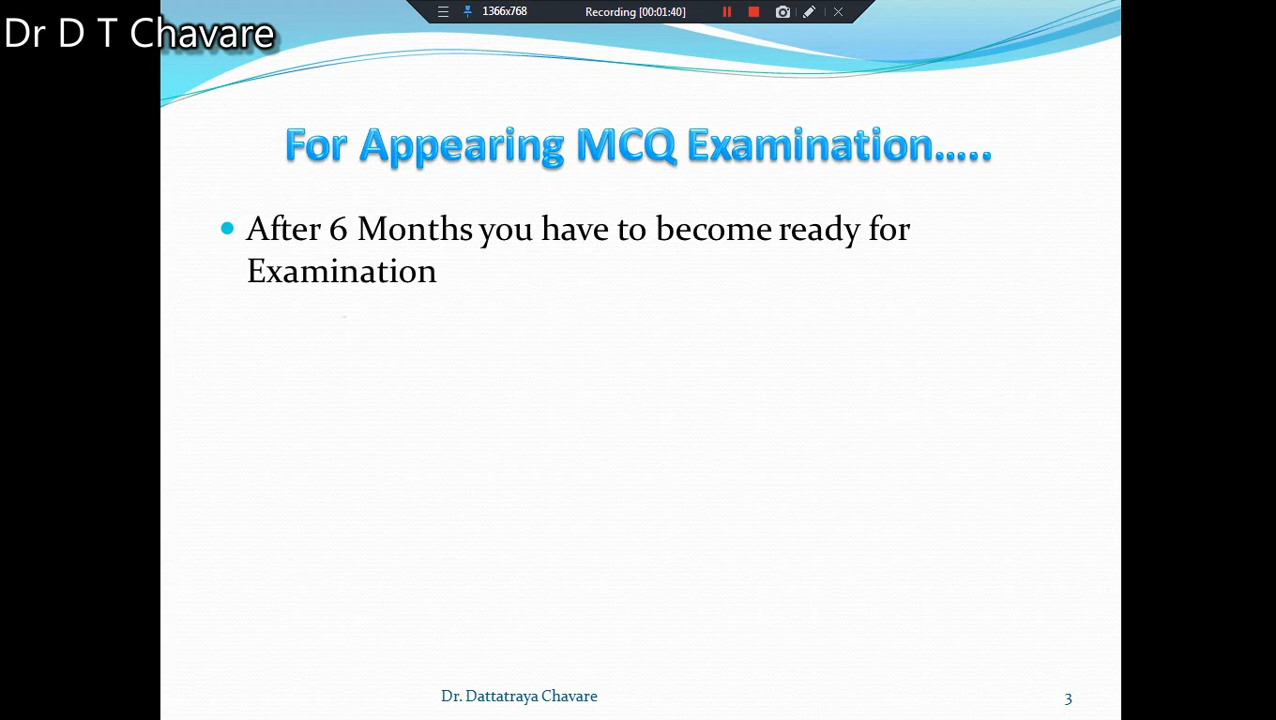 1366x768
Recording [00:01:40]
Dr D T Chavare
For Appearing MCQ Examination.....
After 6 Months you have to become ready for
Examination
Dr. Dattatraya Chavare
3